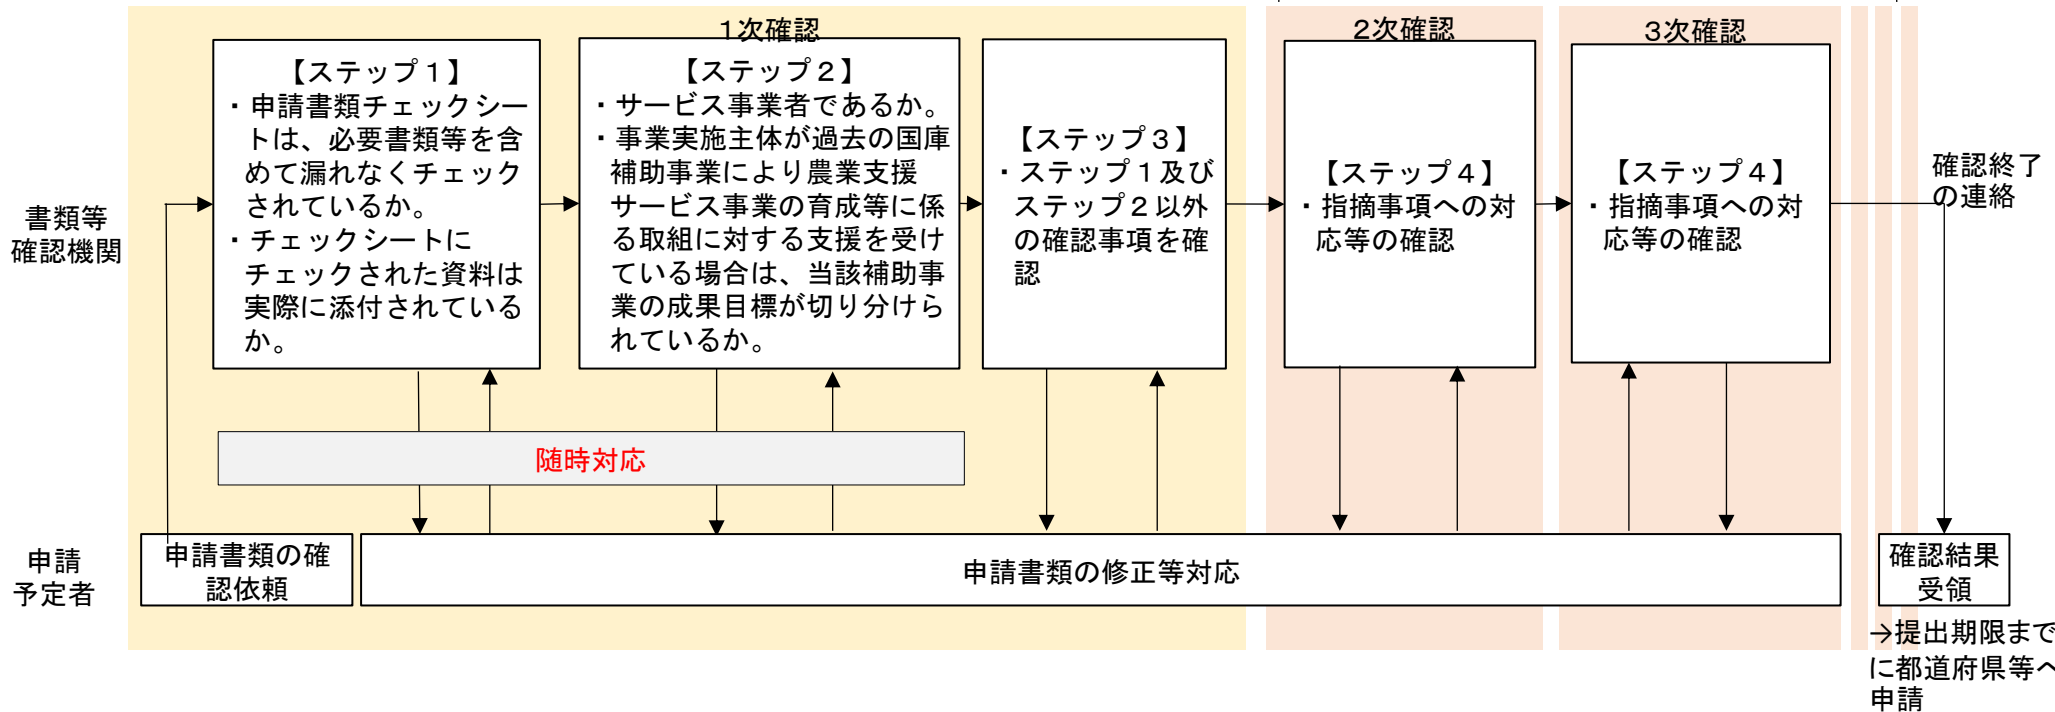 １次確認
２次確認
３次確認
書類等
確認機関
【ステップ１】
・申請書類チェックシー
トは、必要書類等を含
めて漏れなくチェック
されているか。
・チェックシートに
チェックされた資料は
実際に添付されている
か。
【ステップ２】
・サービス事業者であるか。
・事業実施主体が過去の国庫
補助事業により農業支援
サービス事業の育成等に係
る取組に対する支援を受け
ている場合は、当該補助事
業の成果目標が切り分けら
れているか。
【ステップ３】
・ステップ１及び
ステップ２以外
の確認事項を確
認
【ステップ４】
・指摘事項への対
応等の確認
【ステップ４】
・指摘事項への対
応等の確認
確認終了
の連絡
随時対応
申請
予定者
申請書類の確
認依頼
申請書類の修正等対応
確認結果
受領
→提出期限まで
に都道府県等へ
申請